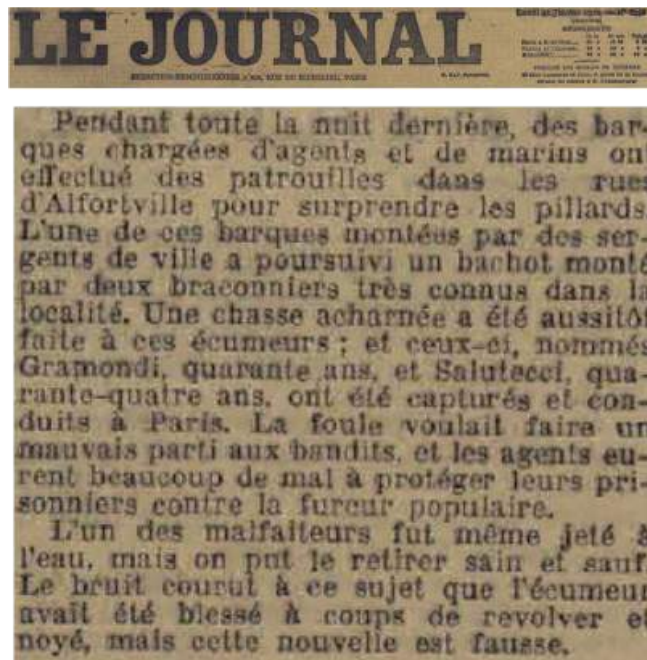 LE JOURNAL
Pendant toute la nuit dernière, des bar-
ques chargées d'agents et de marins ont
effectué des patrouilles dans les rues
d'Alfortville pour surprendre les pillards.
L'une de ces barques montées par des ser-
gents de ville a poursuivi un bachot monté
par deux braconniers très connus dans la
localité. Une chasse acharnée a été aussitôt
faite à ces écumeurs ; et ceux-ci, nommés
Gramondi, quarante ans, et Salutecci, qua-
rante-quatre ans, ont été capturés et con-
duits à Paris. La foule voulait faire un
mauvais parti aux bandits, et les agents eu-
rent beaucoup de mal à protéger leurs pri-
sonniers contre la fureur populaire.
L'un des malfaiteurs fut même jeté à
l'eau, mais on put le retirer sain et sauf.
Le bruit courut à ce sujet que l'écumeur
avait été blessé à coups de revolver et
noyé, mais cette nouvelle est fausse.